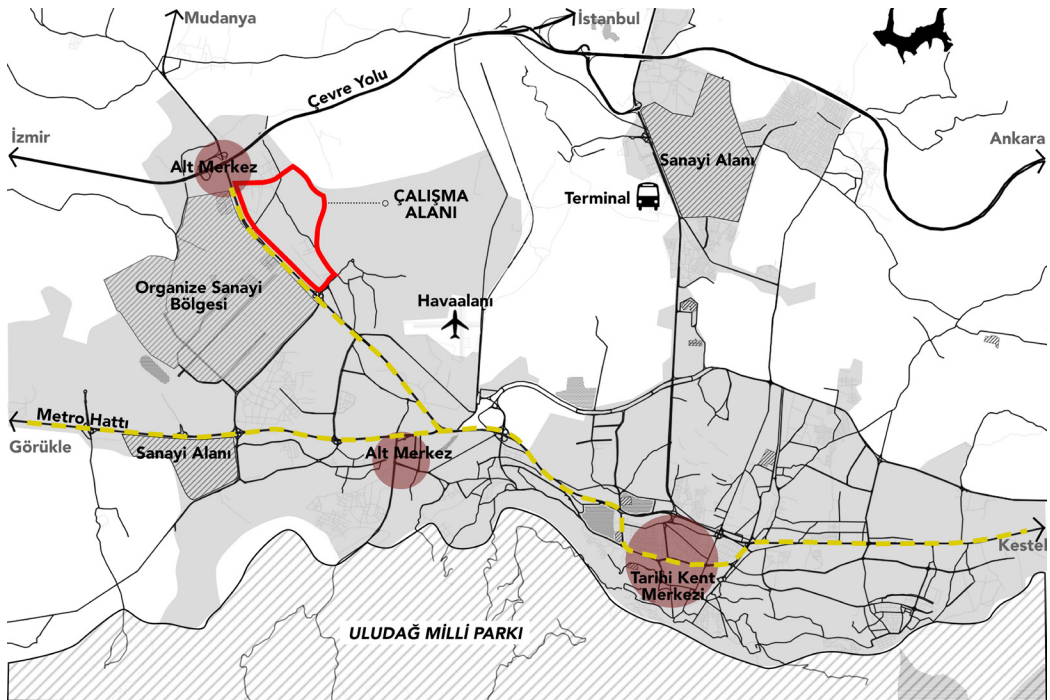 Mudanya
İstanbul
Çevre Yolu
İzmir
Ankara
Alt Merkez
Sanayi Alanı
ÇALIŞMA
ALANI
Terminal
Organize Sanayi
Bölgesi
Havaalanı
Metro Hattı
Görükle
Sanayi Alanı
Alt Merkez
Kestel
Tarihi Kent
Merkezi
ULUDAĞ MİLLİ PARKI